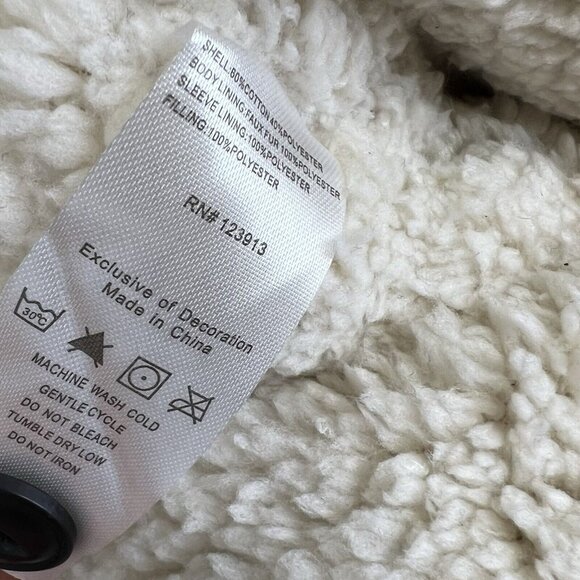 SHELL:60%COTTON 40%POLYESTER
BODY LINING:FAUX FUR 100%POLYESTER
SLEEVE LINING:100%POLYESTER
FILLING:100%POLYESTER
RN# 123913
Exclusive of Decoration
Made in China
30°C
MACHINE WASH COLD
GENTLE CYCLE
DO NOT BLEACH
TUMBLE DRY LOW
DO NOT IRON